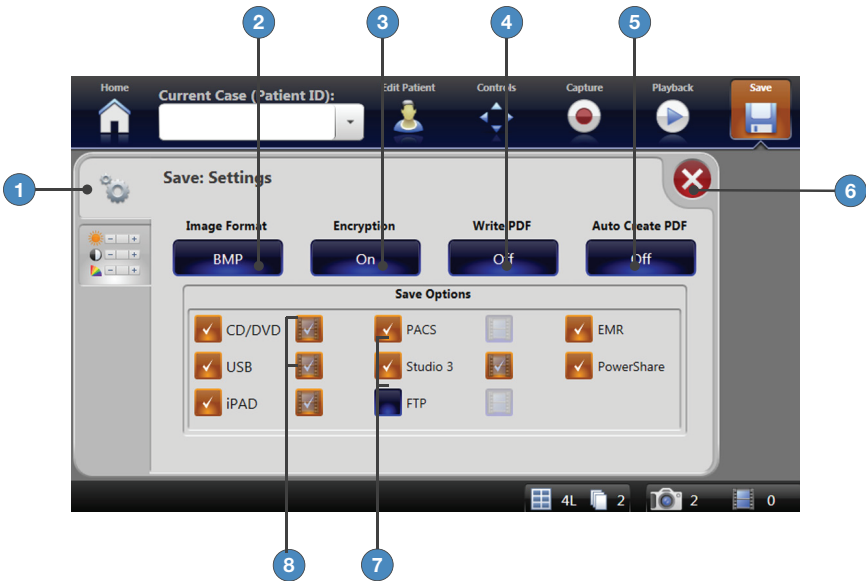 2 3 4 5
Home Edit Patient Controls Capture Playback Save
Current Case (Patient ID):
1 Save: Settings 6
Image Format Encryption Write PDF Auto Create PDF
BMP On Off Off
Save Options
CD/DVD PACS EMR
USB Studio 3 PowerShare
iPAD FTP
4L 2 2 0
8 7